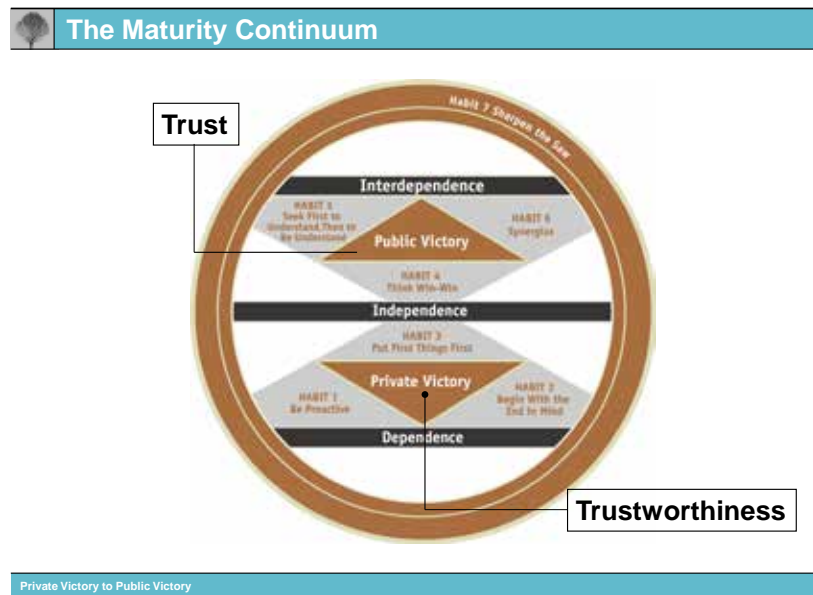 The Maturity Continuum
Habit 7 Sharpen the Saw
Trust
Interdependence
HABIT 5
Seek First to
Understand,Then to
Be Understand
HABIT 6
Synergize
Public Victory
HABIT 4
Think Win-Win
Independence
HABIT 3
Put First Things First
Private Victory
HABIT 1
Be Proactive
HABIT 2
Begin With the
End In Mind
Dependence
Trustworthiness
Private Victory to Public Victory